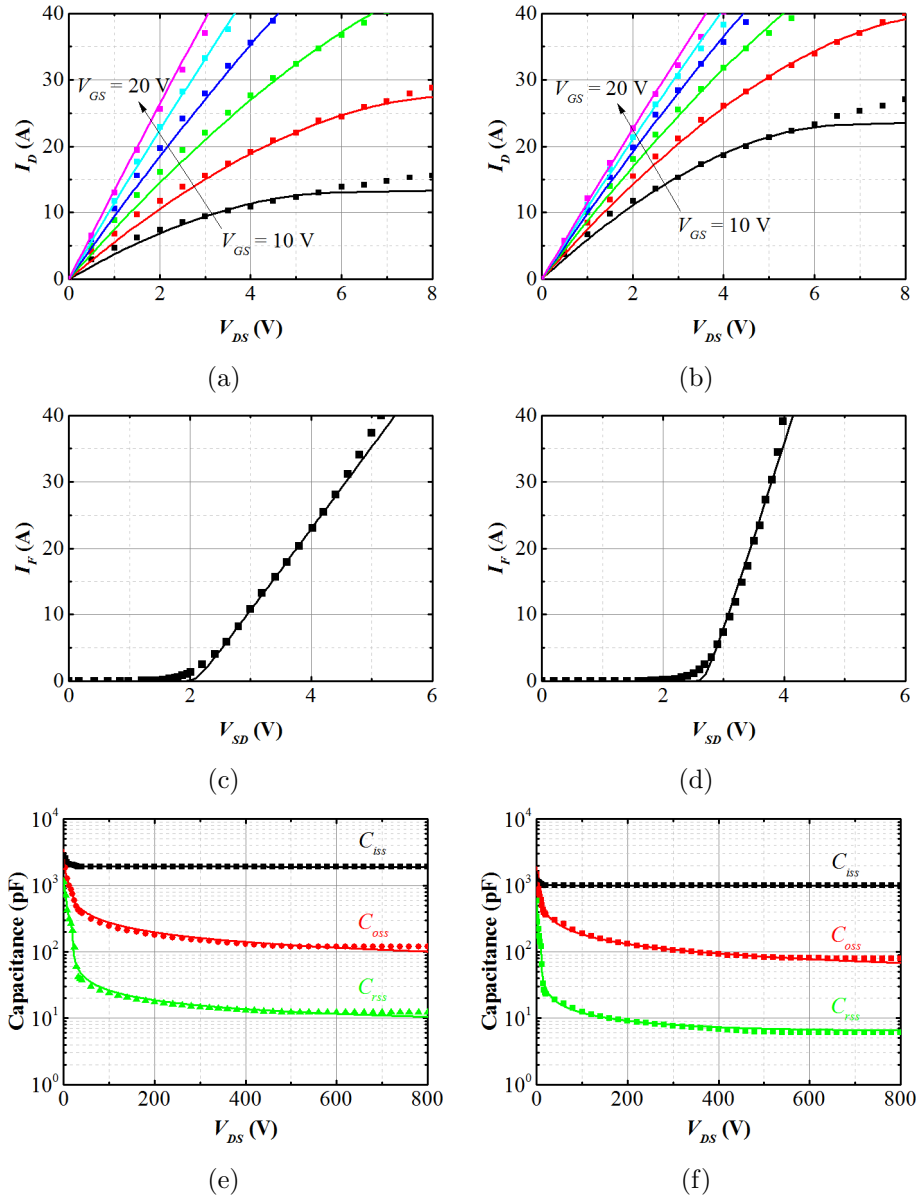 40
30
20
10
0
0 2 4 6 8
I_D (A)
V_GS = 20 V
V_GS = 10 V
V_DS (V)
(a)
40
30
20
10
0
0 2 4 6 8
I_D (A)
V_GS = 20 V
V_GS = 10 V
V_DS (V)
(b)
40
30
20
10
0
0 2 4 6
I_F (A)
V_SD (V)
(c)
40
30
20
10
0
0 2 4 6
I_F (A)
V_SD (V)
(d)
10^4
10^3
10^2
10^1
10^0
0 200 400 600 800
Capacitance (pF)
C_iss
C_oss
C_rss
V_DS (V)
(e)
10^4
10^3
10^2
10^1
10^0
0 200 400 600 800
Capacitance (pF)
C_iss
C_oss
C_rss
V_DS (V)
(f)